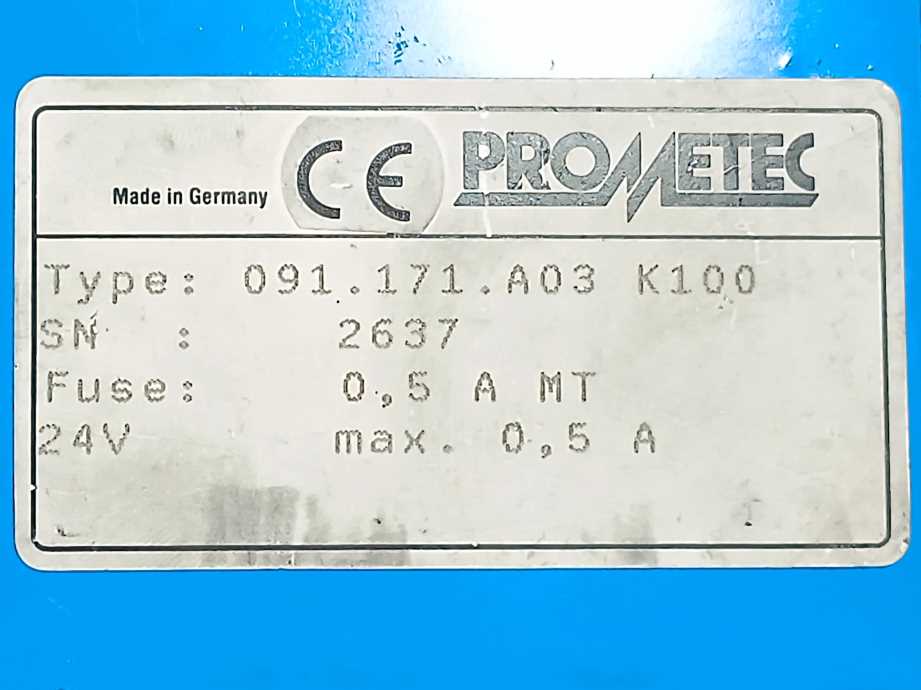 Made in Germany CE PROMETEC
Type: 091.171.A03 K100
SN : 2637
Fuse: 0,5 A MT
24V max. 0,5 A